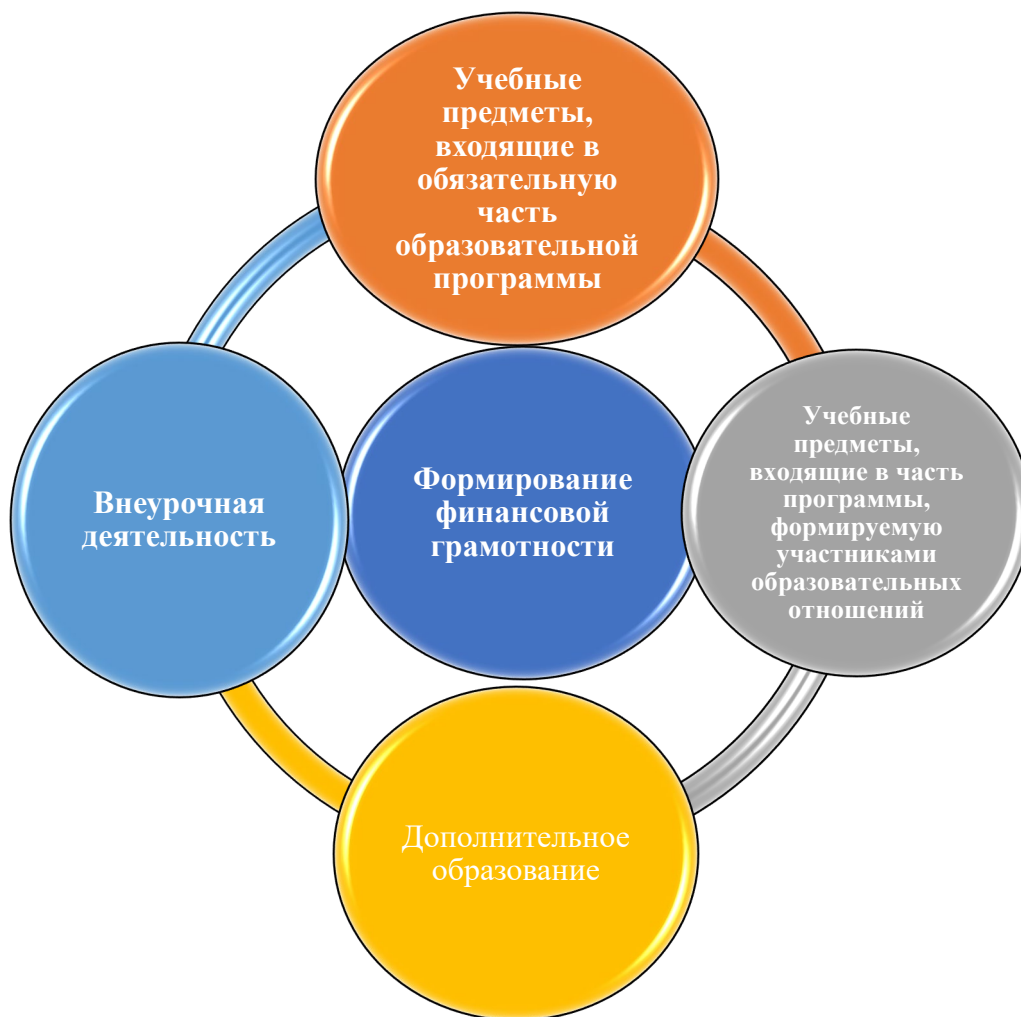 Учебные
предметы,
входящие в
обязательную
часть
образовательной
программы
Внеурочная
деятельность
Формирование
финансовой
грамотности
Учебные
предметы,
входящие в часть
программы,
формируемую
участниками
образовательных
отношений
Дополнительное
образование